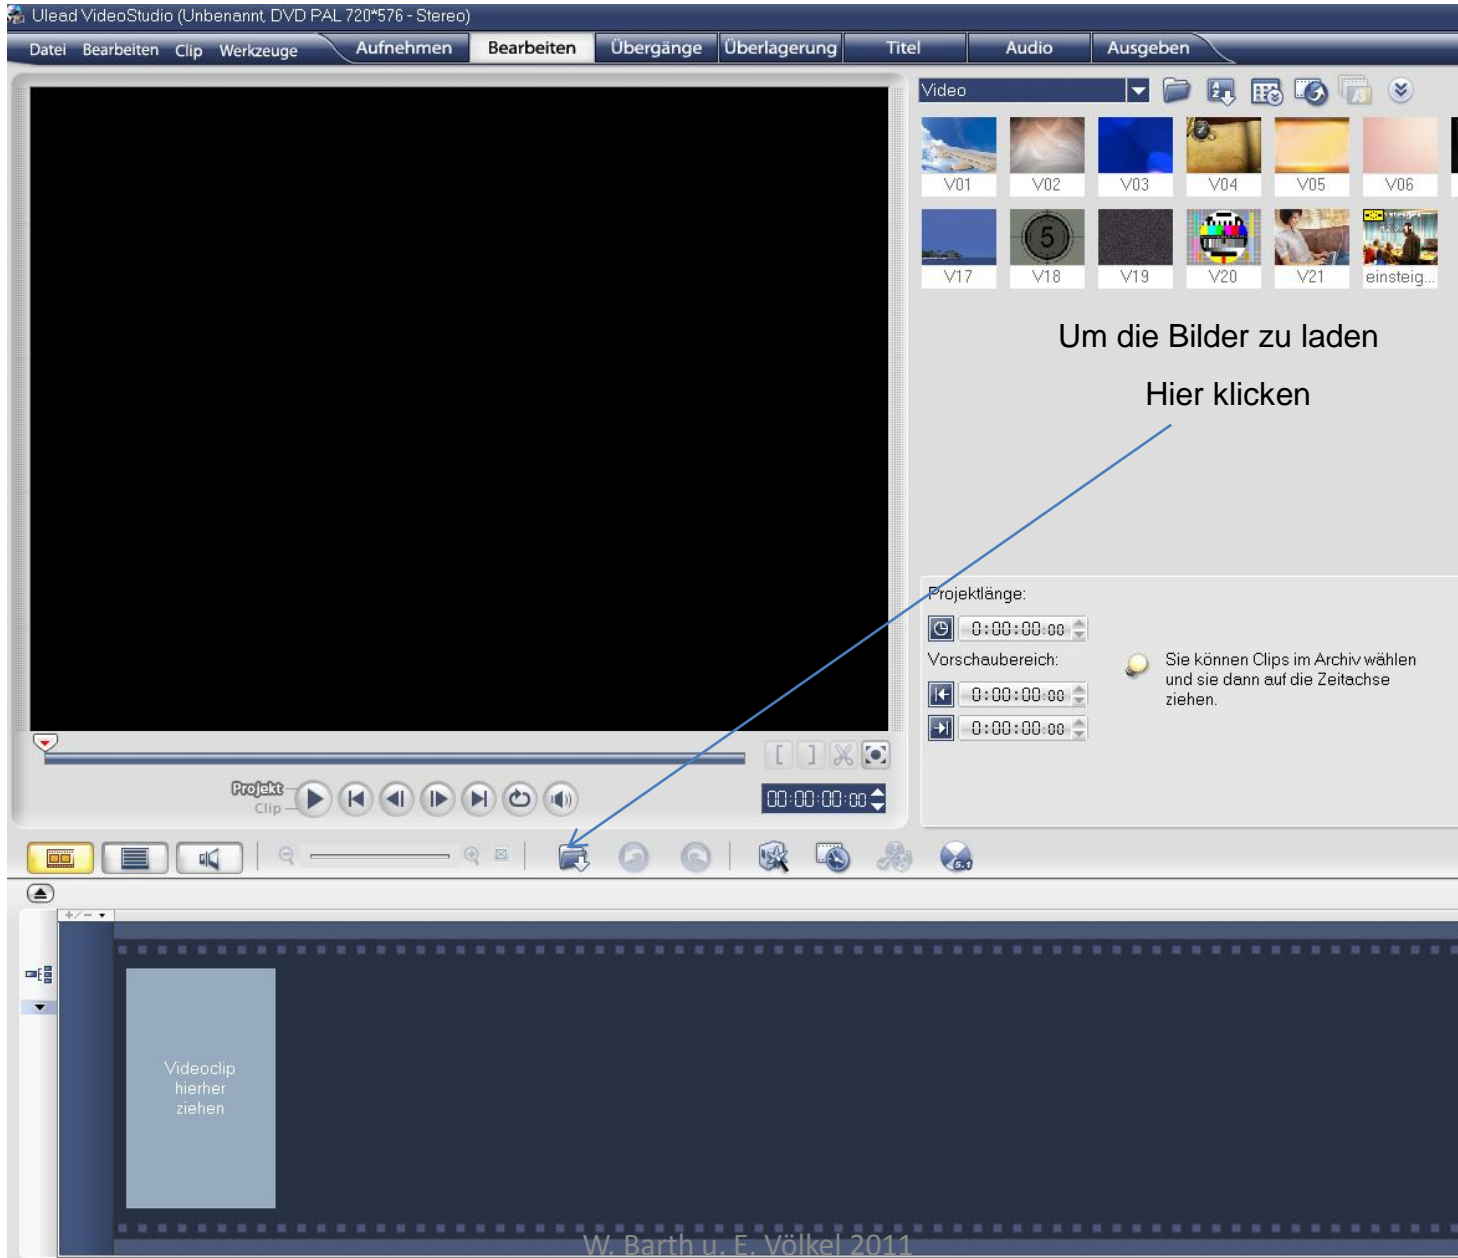 Ulead VideoStudio (Unbenannt, DVD PAL 720*576 - Stereo)
Datei Bearbeiten Clip Werkzeuge Aufnehmen Bearbeiten Übergänge Überlagerung Titel Audio Ausgeben
Video
V01 V02 V03 V04 V05 V06
5
V17 V18 V19 V20 V21 einsteig...
Um die Bilder zu laden
Hier klicken
Projektlänge:
0:00:00:00
Vorschaubereich:
0:00:00:00
0:00:00:00
Sie können Clips im Archiv wählen
und sie dann auf die Zeitachse
ziehen.
[ ]
Projekt
Clip
00:00:00:00
5.1
+/-
Videoclip
hierher
ziehen
W. Barth u. E. Völkel 2011